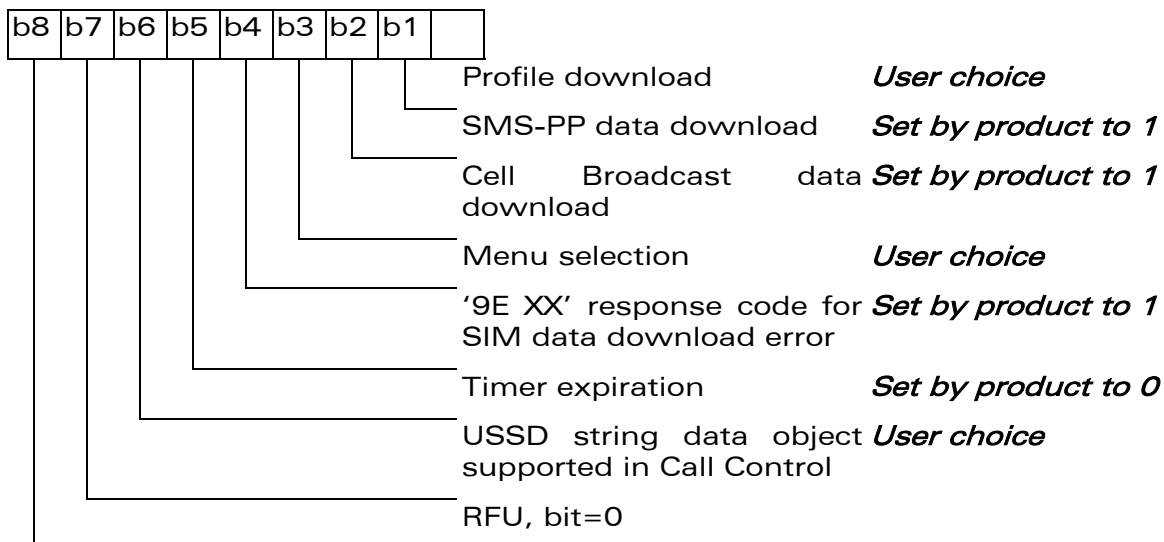 b8 b7 b6 b5 b4 b3 b2 b1
Profile download User choice
SMS-PP data download Set by product to 1
Cell Broadcast data Set by product to 1
download
Menu selection User choice
‘9E XX’ response code for Set by product to 1
SIM data download error
Timer expiration Set by product to 0
USSD string data object User choice
supported in Call Control
RFU, bit=0